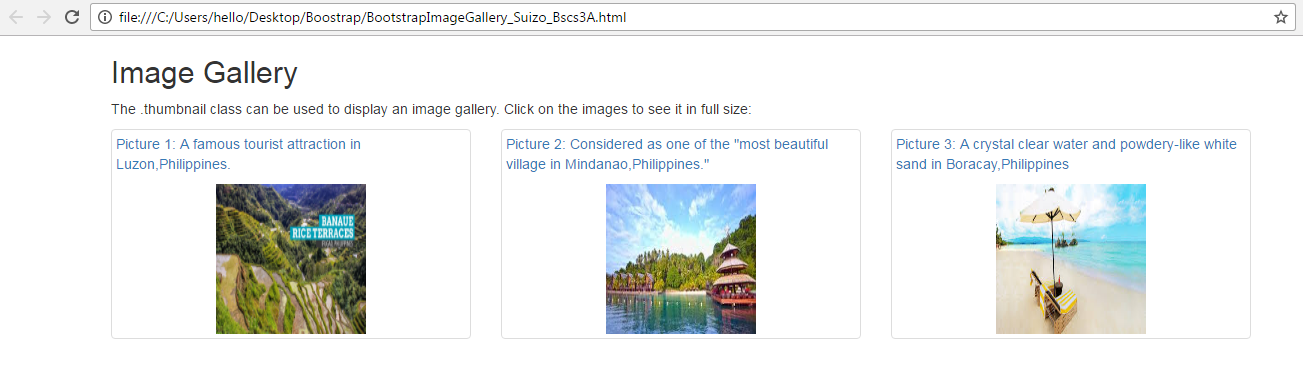 file:///C:/Users/hello/Desktop/Boostrap/BootstrapImageGallery_Suizo_Bscs3A.html
Image Gallery
The .thumbnail class can be used to display an image gallery. Click on the images to see it in full size:
Picture 1: A famous tourist attraction in
Luzon,Philippines.
BANAUE
RICE TERRACES
Picture 2: Considered as one of the "most beautiful
village in Mindanao,Philippines."
Picture 3: A crystal clear water and powdery-like white
sand in Boracay,Philippines